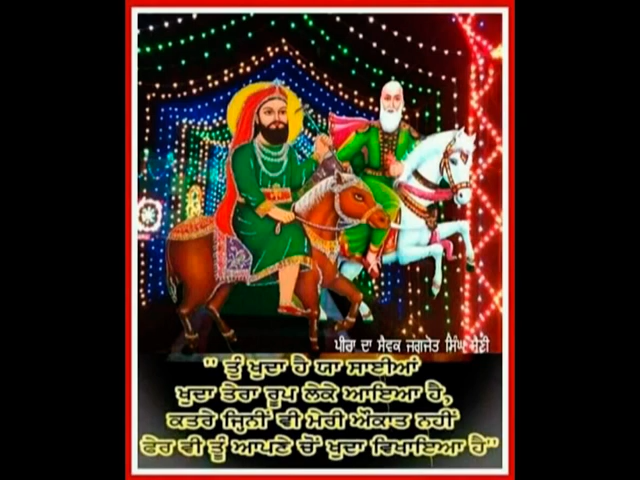 ਪੀਰਾ ਦਾ ਸੇਵਕ ਜਗਜੇਤ ਸਿੰਘ ਸੈਣੀ
" ਤੂੰ ਖੁਦਾ ਹੈ ਯਾ ਸਾਈਆਂ
ਖੁਦਾ ਤੇਰਾ ਰੂਪ ਲੇਕੇ ਆਇਆ ਹੈ,
ਕਤਰੇ ਜ੍ਹਿਨੀਂ ਵੀ ਮੇਰੀ ਔਕਾਤ ਨਹੀਂ
ਫੇਰ ਵੀ ਤੂੰ ਆਪਣੇ ਚੋਂ ਖੁਦਾ ਵਿਖਾਇਆ ਹੈ"